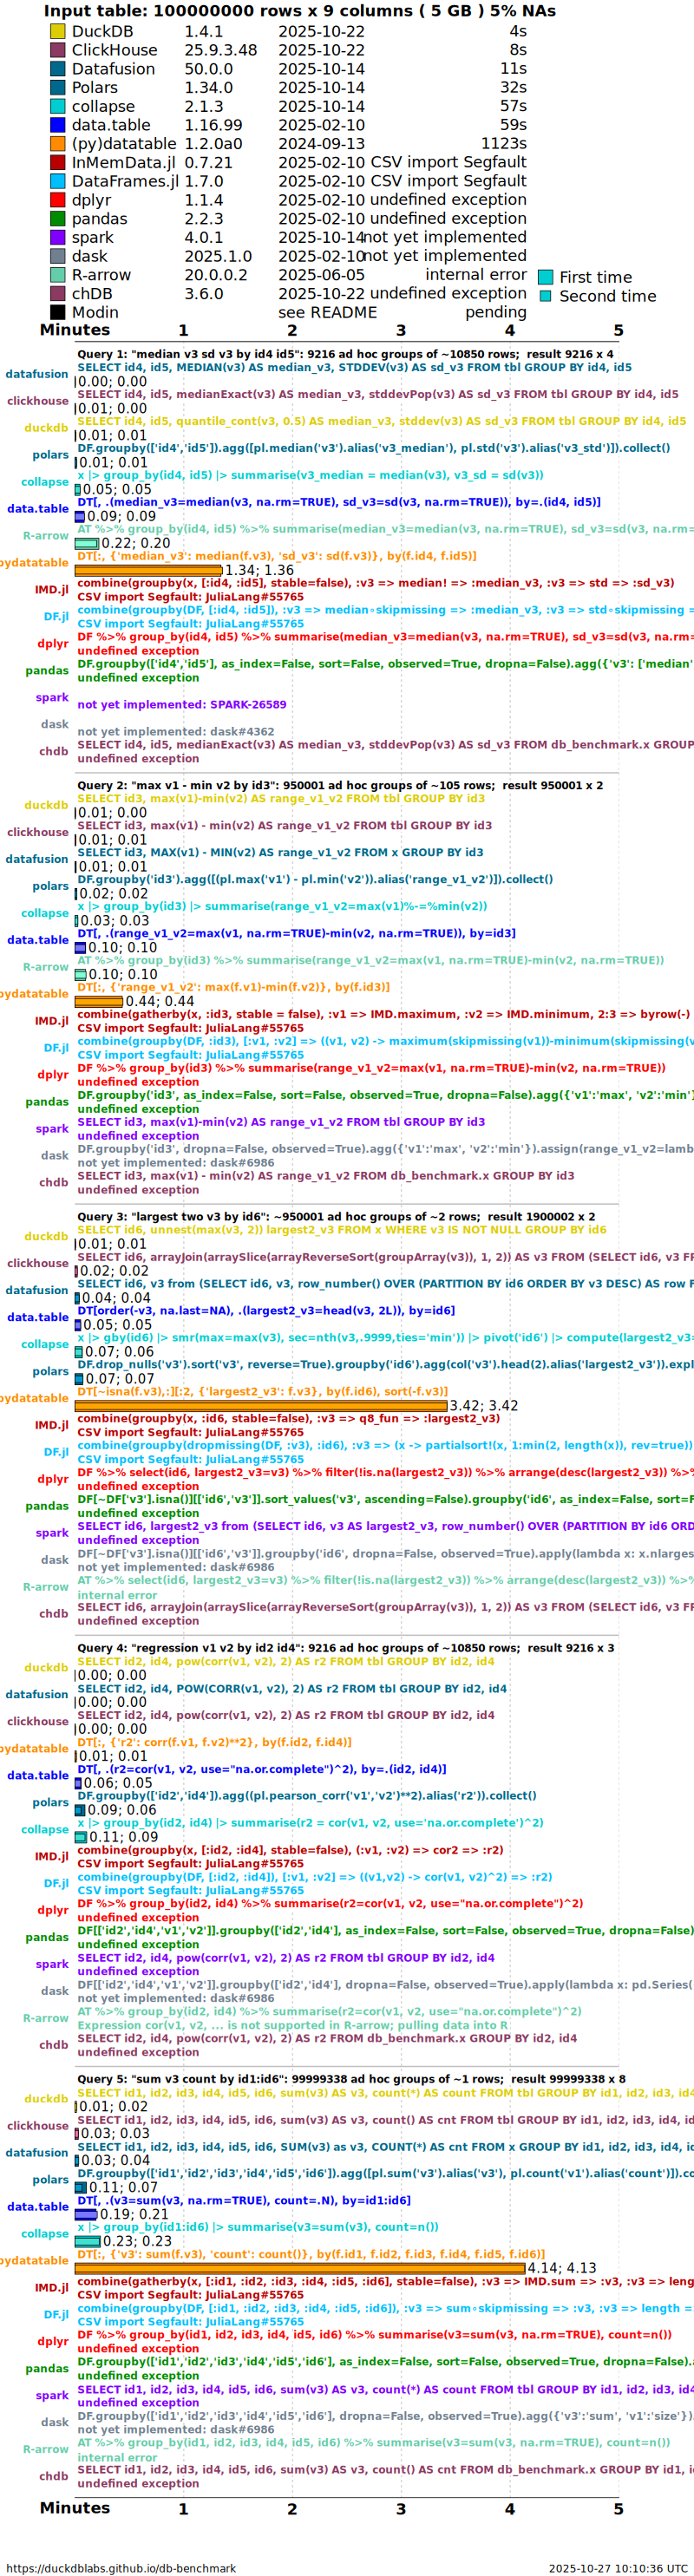 Input table: 100000000 rows x 9 columns ( 5 GB ) 5% NAs
DuckDB 1.4.1 2025-10-22 4s
ClickHouse 25.9.3.48 2025-10-22 8s
Datafusion 50.0.0 2025-10-14 11s
Polars 1.34.0 2025-10-14 32s
collapse 2.1.3 2025-10-14 57s
data.table 1.16.99 2025-02-10 59s
(py)datatable 1.2.0a0 2024-09-13 1123s
InMemData.jl 0.7.21 2025-02-10 CSV import Segfault
DataFrames.jl 1.7.0 2025-02-10 CSV import Segfault
dplyr 1.1.4 2025-02-10 undefined exception
pandas 2.2.3 2025-02-10 undefined exception
spark 4.0.1 2025-10-14 not yet implemented
dask 2025.1.0 2025-02-10 not yet implemented
R-arrow 20.0.0.2 2025-06-05 internal error
First time
chDB 3.6.0 2025-10-22 undefined exception
Second time
Modin see README pending
Minutes 1 2 3 4 5
Query 1: "median v3 sd v3 by id4 id5": 9216 ad hoc groups of ~10850 rows; result 9216 x 4
datafusion SELECT id4, id5, MEDIAN(v3) AS median_v3, STDDEV(v3) AS sd_v3 FROM tbl GROUP BY id4, id5
0.00; 0.00
clickhouse SELECT id4, id5, medianExact(v3) AS median_v3, stddevPop(v3) AS sd_v3 FROM tbl GROUP BY id4, id5
0.01; 0.00
duckdb SELECT id4, id5, quantile_cont(v3, 0.5) AS median_v3, stddev(v3) AS sd_v3 FROM tbl GROUP BY id4, id5
0.01; 0.01
polars DF.groupby(['id4','id5']).agg([pl.median('v3').alias('v3_median'), pl.std('v3').alias('v3_std')]).collect()
0.01; 0.01
collapse x |> group_by(id4, id5) |> summarise(v3_median = median(v3), v3_sd = sd(v3))
0.05; 0.05
data.table DT[, .(median_v3=median(v3, na.rm=TRUE), sd_v3=sd(v3, na.rm=TRUE)), by=.(id4, id5)]
0.09; 0.09
R-arrow AT %>% group_by(id4, id5) %>% summarise(median_v3=median(v3, na.rm=TRUE), sd_v3=sd(v3, na.rm=
0.22; 0.20
pydatatable DT[:, {'median_v3': median(f.v3), 'sd_v3': sd(f.v3)}, by(f.id4, f.id5)]
1.34; 1.36
IMD.jl combine(groupby(x, [:id4, :id5], stable=false), :v3 => median! => :median_v3, :v3 => std => :sd_v3)
CSV import Segfault: JuliaLang#55765
DF.jl combine(groupby(DF, [:id4, :id5]), :v3 => median∘skipmissing => :median_v3, :v3 => std∘skipmissing =
CSV import Segfault: JuliaLang#55765
dplyr DF %>% group_by(id4, id5) %>% summarise(median_v3=median(v3, na.rm=TRUE), sd_v3=sd(v3, na.rm=
undefined exception
pandas DF.groupby(['id4','id5'], as_index=False, sort=False, observed=True, dropna=False).agg({'v3': ['median'
undefined exception
spark
not yet implemented: SPARK-26589
dask
not yet implemented: dask#4362
chdb SELECT id4, id5, medianExact(v3) AS median_v3, stddevPop(v3) AS sd_v3 FROM db_benchmark.x GROUP
undefined exception
Query 2: "max v1 - min v2 by id3": 950001 ad hoc groups of ~105 rows; result 950001 x 2
duckdb SELECT id3, max(v1)-min(v2) AS range_v1_v2 FROM tbl GROUP BY id3
0.01; 0.00
clickhouse SELECT id3, max(v1) - min(v2) AS range_v1_v2 FROM tbl GROUP BY id3
0.01; 0.01
datafusion SELECT id3, MAX(v1) - MIN(v2) AS range_v1_v2 FROM x GROUP BY id3
0.01; 0.01
polars DF.groupby('id3').agg([(pl.max('v1') - pl.min('v2')).alias('range_v1_v2')]).collect()
0.02; 0.02
collapse x |> group_by(id3) |> summarise(range_v1_v2=max(v1)%-=%min(v2))
0.03; 0.03
data.table DT[, .(range_v1_v2=max(v1, na.rm=TRUE)-min(v2, na.rm=TRUE)), by=id3]
0.10; 0.10
R-arrow AT %>% group_by(id3) %>% summarise(range_v1_v2=max(v1, na.rm=TRUE)-min(v2, na.rm=TRUE))
0.10; 0.10
pydatatable DT[:, {'range_v1_v2': max(f.v1)-min(f.v2)}, by(f.id3)]
0.44; 0.44
IMD.jl combine(gatherby(x, :id3, stable = false), :v1 => IMD.maximum, :v2 => IMD.minimum, 2:3 => byrow(-)
CSV import Segfault: JuliaLang#55765
DF.jl combine(groupby(DF, :id3), [:v1, :v2] => ((v1, v2) -> maximum(skipmissing(v1))-minimum(skipmissing(v
CSV import Segfault: JuliaLang#55765
dplyr DF %>% group_by(id3) %>% summarise(range_v1_v2=max(v1, na.rm=TRUE)-min(v2, na.rm=TRUE))
undefined exception
pandas DF.groupby('id3', as_index=False, sort=False, observed=True, dropna=False).agg({'v1':'max', 'v2':'min'}
undefined exception
spark SELECT id3, max(v1)-min(v2) AS range_v1_v2 FROM tbl GROUP BY id3
undefined exception
dask DF.groupby('id3', dropna=False, observed=True).agg({'v1':'max', 'v2':'min'}).assign(range_v1_v2=lamb
not yet implemented: dask#6986
chdb SELECT id3, max(v1) - min(v2) AS range_v1_v2 FROM db_benchmark.x GROUP BY id3
undefined exception
Query 3: "largest two v3 by id6": ~950001 ad hoc groups of ~2 rows; result 1900002 x 2
duckdb SELECT id6, unnest(max(v3, 2)) largest2_v3 FROM x WHERE v3 IS NOT NULL GROUP BY id6
0.01; 0.01
clickhouse SELECT id6, arrayJoin(arraySlice(arrayReverseSort(groupArray(v3)), 1, 2)) AS v3 FROM (SELECT id6, v3 FR
0.02; 0.02
datafusion SELECT id6, v3 from (SELECT id6, v3, row_number() OVER (PARTITION BY id6 ORDER BY v3 DESC) AS row F
0.04; 0.04
data.table DT[order(-v3, na.last=NA), .(largest2_v3=head(v3, 2L)), by=id6]
0.05; 0.05
collapse x |> gby(id6) |> smr(max=max(v3), sec=nth(v3,.9999,ties='min')) |> pivot('id6') |> compute(largest2_v3=
0.07; 0.06
polars DF.drop_nulls('v3').sort('v3', reverse=True).groupby('id6').agg(col('v3').head(2).alias('largest2_v3')).expl
0.07; 0.07
pydatatable DT[~isna(f.v3),:][:2, {'largest2_v3': f.v3}, by(f.id6), sort(-f.v3)]
3.42; 3.42
IMD.jl combine(groupby(x, :id6, stable=false), :v3 => q8_fun => :largest2_v3)
CSV import Segfault: JuliaLang#55765
DF.jl combine(groupby(dropmissing(DF, :v3), :id6), :v3 => (x -> partialsort!(x, 1:min(2, length(x)), rev=true))
CSV import Segfault: JuliaLang#55765
dplyr DF %>% select(id6, largest2_v3=v3) %>% filter(!is.na(largest2_v3)) %>% arrange(desc(largest2_v3)) %>%
undefined exception
pandas DF[~DF['v3'].isna()][['id6','v3']].sort_values('v3', ascending=False).groupby('id6', as_index=False, sort=F
undefined exception
spark SELECT id6, largest2_v3 from (SELECT id6, v3 AS largest2_v3, row_number() OVER (PARTITION BY id6 ORD
undefined exception
dask DF[~DF['v3'].isna()][['id6','v3']].groupby('id6', dropna=False, observed=True).apply(lambda x: x.nlarges
not yet implemented: dask#6986
R-arrow AT %>% select(id6, largest2_v3=v3) %>% filter(!is.na(largest2_v3)) %>% arrange(desc(largest2_v3)) %>%
internal error
chdb SELECT id6, arrayJoin(arraySlice(arrayReverseSort(groupArray(v3)), 1, 2)) AS v3 FROM (SELECT id6, v3 FR
undefined exception
Query 4: "regression v1 v2 by id2 id4": 9216 ad hoc groups of ~10850 rows; result 9216 x 3
duckdb SELECT id2, id4, pow(corr(v1, v2), 2) AS r2 FROM tbl GROUP BY id2, id4
0.00; 0.00
datafusion SELECT id2, id4, POW(CORR(v1, v2), 2) AS r2 FROM tbl GROUP BY id2, id4
0.00; 0.00
clickhouse SELECT id2, id4, pow(corr(v1, v2), 2) AS r2 FROM tbl GROUP BY id2, id4
0.00; 0.00
pydatatable DT[:, {'r2': corr(f.v1, f.v2)**2}, by(f.id2, f.id4)]
0.01; 0.01
data.table DT[, .(r2=cor(v1, v2, use="na.or.complete")^2), by=.(id2, id4)]
0.06; 0.05
polars DF.groupby(['id2','id4']).agg((pl.pearson_corr('v1','v2')**2).alias('r2')).collect()
0.09; 0.06
collapse x |> group_by(id2, id4) |> summarise(r2 = cor(v1, v2, use='na.or.complete')^2)
0.11; 0.09
IMD.jl combine(groupby(x, [:id2, :id4], stable=false), (:v1, :v2) => cor2 => :r2)
CSV import Segfault: JuliaLang#55765
DF.jl combine(groupby(DF, [:id2, :id4]), [:v1, :v2] => ((v1,v2) -> cor(v1, v2)^2) => :r2)
CSV import Segfault: JuliaLang#55765
dplyr DF %>% group_by(id2, id4) %>% summarise(r2=cor(v1, v2, use="na.or.complete")^2)
undefined exception
pandas DF[['id2','id4','v1','v2']].groupby(['id2','id4'], as_index=False, sort=False, observed=True, dropna=False)
undefined exception
spark SELECT id2, id4, pow(corr(v1, v2), 2) AS r2 FROM tbl GROUP BY id2, id4
undefined exception
dask DF[['id2','id4','v1','v2']].groupby(['id2','id4'], dropna=False, observed=True).apply(lambda x: pd.Series(
not yet implemented: dask#6986
R-arrow AT %>% group_by(id2, id4) %>% summarise(r2=cor(v1, v2, use="na.or.complete")^2)
Expression cor(v1, v2, ... is not supported in R-arrow; pulling data into R
chdb SELECT id2, id4, pow(corr(v1, v2), 2) AS r2 FROM db_benchmark.x GROUP BY id2, id4
undefined exception
Query 5: "sum v3 count by id1:id6": 99999338 ad hoc groups of ~1 rows; result 99999338 x 8
duckdb SELECT id1, id2, id3, id4, id5, id6, sum(v3) AS v3, count(*) AS count FROM tbl GROUP BY id1, id2, id3, id4
0.01; 0.02
clickhouse SELECT id1, id2, id3, id4, id5, id6, sum(v3) AS v3, count() AS cnt FROM tbl GROUP BY id1, id2, id3, id4, id
0.03; 0.03
datafusion SELECT id1, id2, id3, id4, id5, id6, SUM(v3) as v3, COUNT(*) AS cnt FROM x GROUP BY id1, id2, id3, id4, id
0.03; 0.04
polars DF.groupby(['id1','id2','id3','id4','id5','id6']).agg([pl.sum('v3').alias('v3'), pl.count('v1').alias('count')]).co
0.11; 0.07
data.table DT[, .(v3=sum(v3, na.rm=TRUE), count=.N), by=id1:id6]
0.19; 0.21
collapse x |> group_by(id1:id6) |> summarise(v3=sum(v3), count=n())
0.23; 0.23
pydatatable DT[:, {'v3': sum(f.v3), 'count': count()}, by(f.id1, f.id2, f.id3, f.id4, f.id5, f.id6)]
4.14; 4.13
IMD.jl combine(gatherby(x, [:id1, :id2, :id3, :id4, :id5, :id6], stable=false), :v3 => IMD.sum => :v3, :v3 => leng
CSV import Segfault: JuliaLang#55765
DF.jl combine(groupby(DF, [:id1, :id2, :id3, :id4, :id5, :id6]), :v3 => sum∘skipmissing => :v3, :v3 => length =
CSV import Segfault: JuliaLang#55765
dplyr DF %>% group_by(id1, id2, id3, id4, id5, id6) %>% summarise(v3=sum(v3, na.rm=TRUE), count=n())
undefined exception
pandas DF.groupby(['id1','id2','id3','id4','id5','id6'], as_index=False, sort=False, observed=True, dropna=False).a
undefined exception
spark SELECT id1, id2, id3, id4, id5, id6, sum(v3) AS v3, count(*) AS count FROM tbl GROUP BY id1, id2, id3, id4
undefined exception
dask DF.groupby(['id1','id2','id3','id4','id5','id6'], dropna=False, observed=True).agg({'v3':'sum', 'v1':'size'}).
not yet implemented: dask#6986
R-arrow AT %>% group_by(id1, id2, id3, id4, id5, id6) %>% summarise(v3=sum(v3, na.rm=TRUE), count=n())
internal error
chdb SELECT id1, id2, id3, id4, id5, id6, sum(v3) AS v3, count() AS cnt FROM db_benchmark.x GROUP BY id1, id
undefined exception
Minutes 1 2 3 4 5
https://duckdblabs.github.io/db-benchmark 2025-10-27 10:10:36 UTC